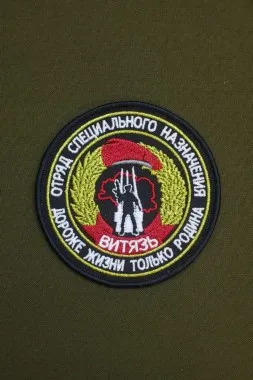 ОТРЯД СПЕЦИАЛЬНОГО НАЗНАЧЕНИЯ
ВИТЯЗЬ
ДОРОЖЕ ЖИЗНИ ТОЛЬКО РОДИНА